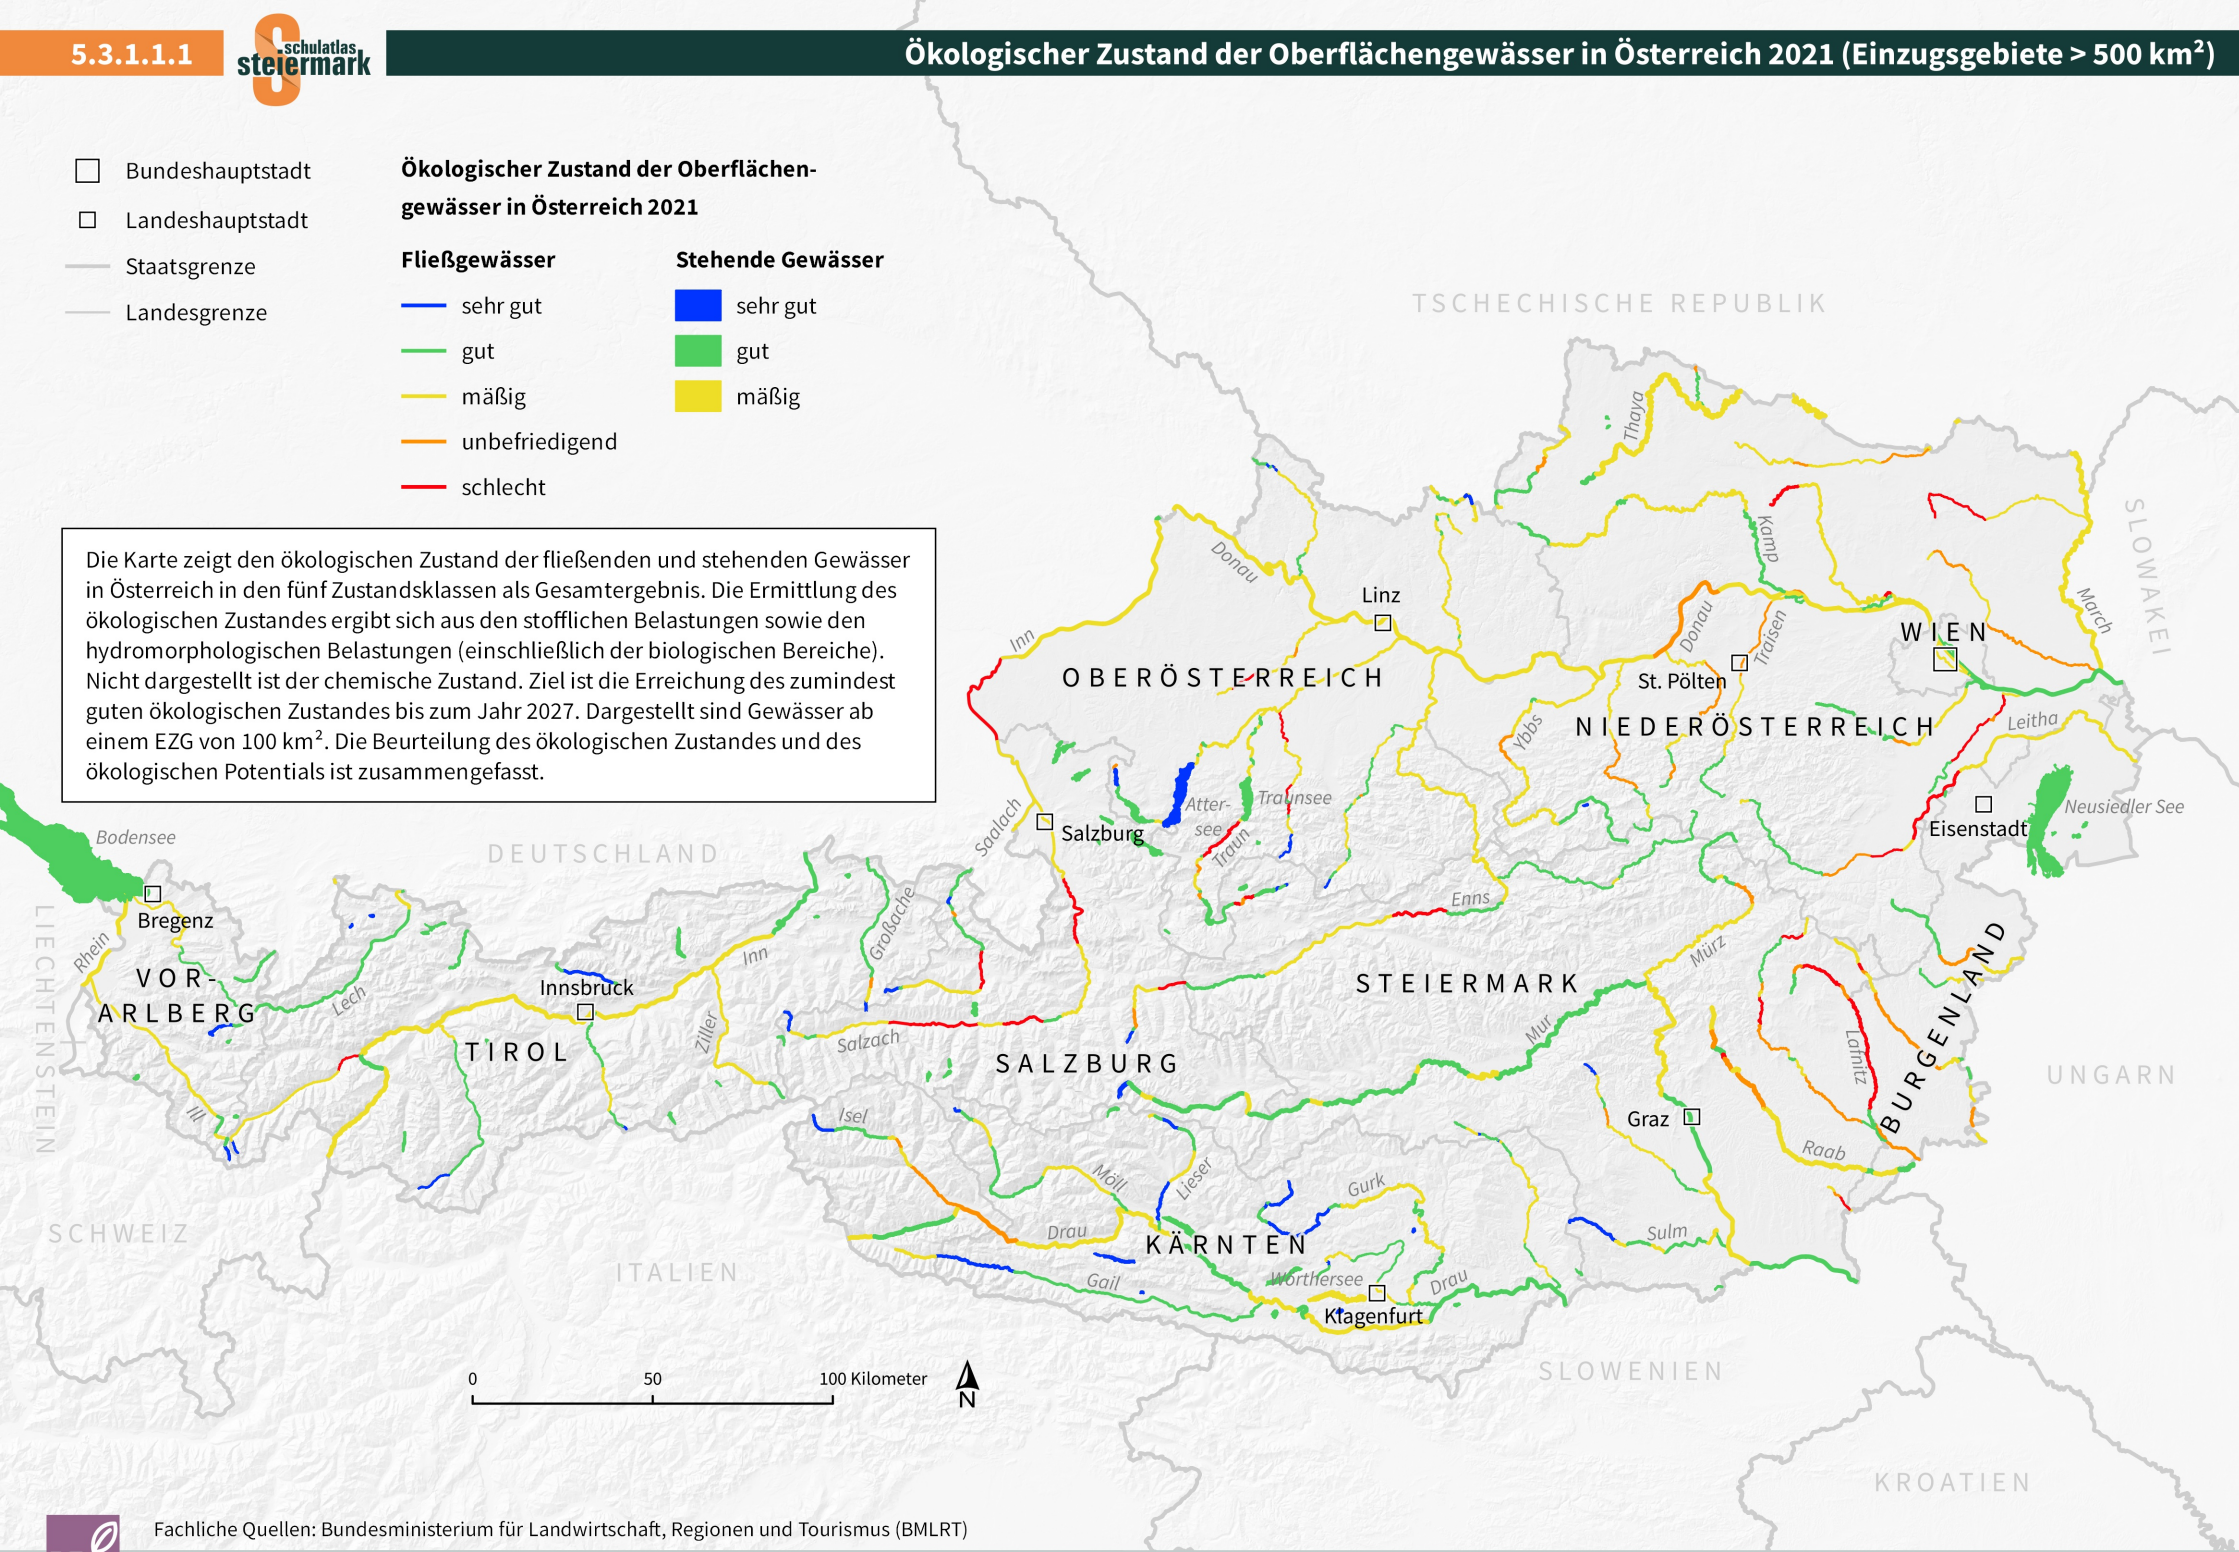 5.3.1.1.1
schulatlas
steiermark
Ökologischer Zustand der Oberflächengewässer in Österreich 2021 (Einzugsgebiete > 500 km²)
Bundeshauptstadt
Landeshauptstadt
Staatsgrenze
Landesgrenze
Ökologischer Zustand der Oberflächen-
gewässer in Österreich 2021
Fließgewässer
sehr gut
gut
mäßig
unbefriedigend
schlecht
Stehende Gewässer
sehr gut
gut
mäßig
Die Karte zeigt den ökologischen Zustand der fließenden und stehenden Gewässer
in Österreich in den fünf Zustandsklassen als Gesamtergebnis. Die Ermittlung des
ökologischen Zustandes ergibt sich aus den stofflichen Belastungen sowie den
hydromorphologischen Belastungen (einschließlich der biologischen Bereiche).
Nicht dargestellt ist der chemische Zustand. Ziel ist die Erreichung des zumindest
guten ökologischen Zustandes bis zum Jahr 2027. Dargestellt sind Gewässer ab
einem EZG von 100 km². Die Beurteilung des ökologischen Zustandes und des
ökologischen Potentials ist zusammengefasst.
TSCHECHISCHE REPUBLIK
Thaya
SLOWAKEI
Kamp
Donau
Linz
Inn
March
Donau
Traisen
WIEN
OBERÖSTERREICH
St. Pölten
NIEDERÖSTERREICH
Leitha
Ybbs
Atter-
see
Traunsee
Traun
Neusiedler See
Eisenstadt
Saalach
Salzburg
Bodensee
DEUTSCHLAND
Bregenz
Rhein
LIECHTENSTEIN
VOR-
ARLBERG
Lech
Innsbruck
Inn
Großache
Enns
Mürz
STEIERMARK
BURGENLAND
TIROL
Ziller
Salzach
SALZBURG
Mur
Lafnitz
UNGARN
Ill
Isel
Graz
Raab
Möll
Lieser
Gurk
Drau
KÄRNTEN
Sulm
SCHWEIZ
ITALIEN
Gail
Wörthersee
Drau
Klagenfurt
SLOWENIEN
KROATIEN
0
50
100 Kilometer
N
Fachliche Quellen: Bundesministerium für Landwirtschaft, Regionen und Tourismus (BMLRT)